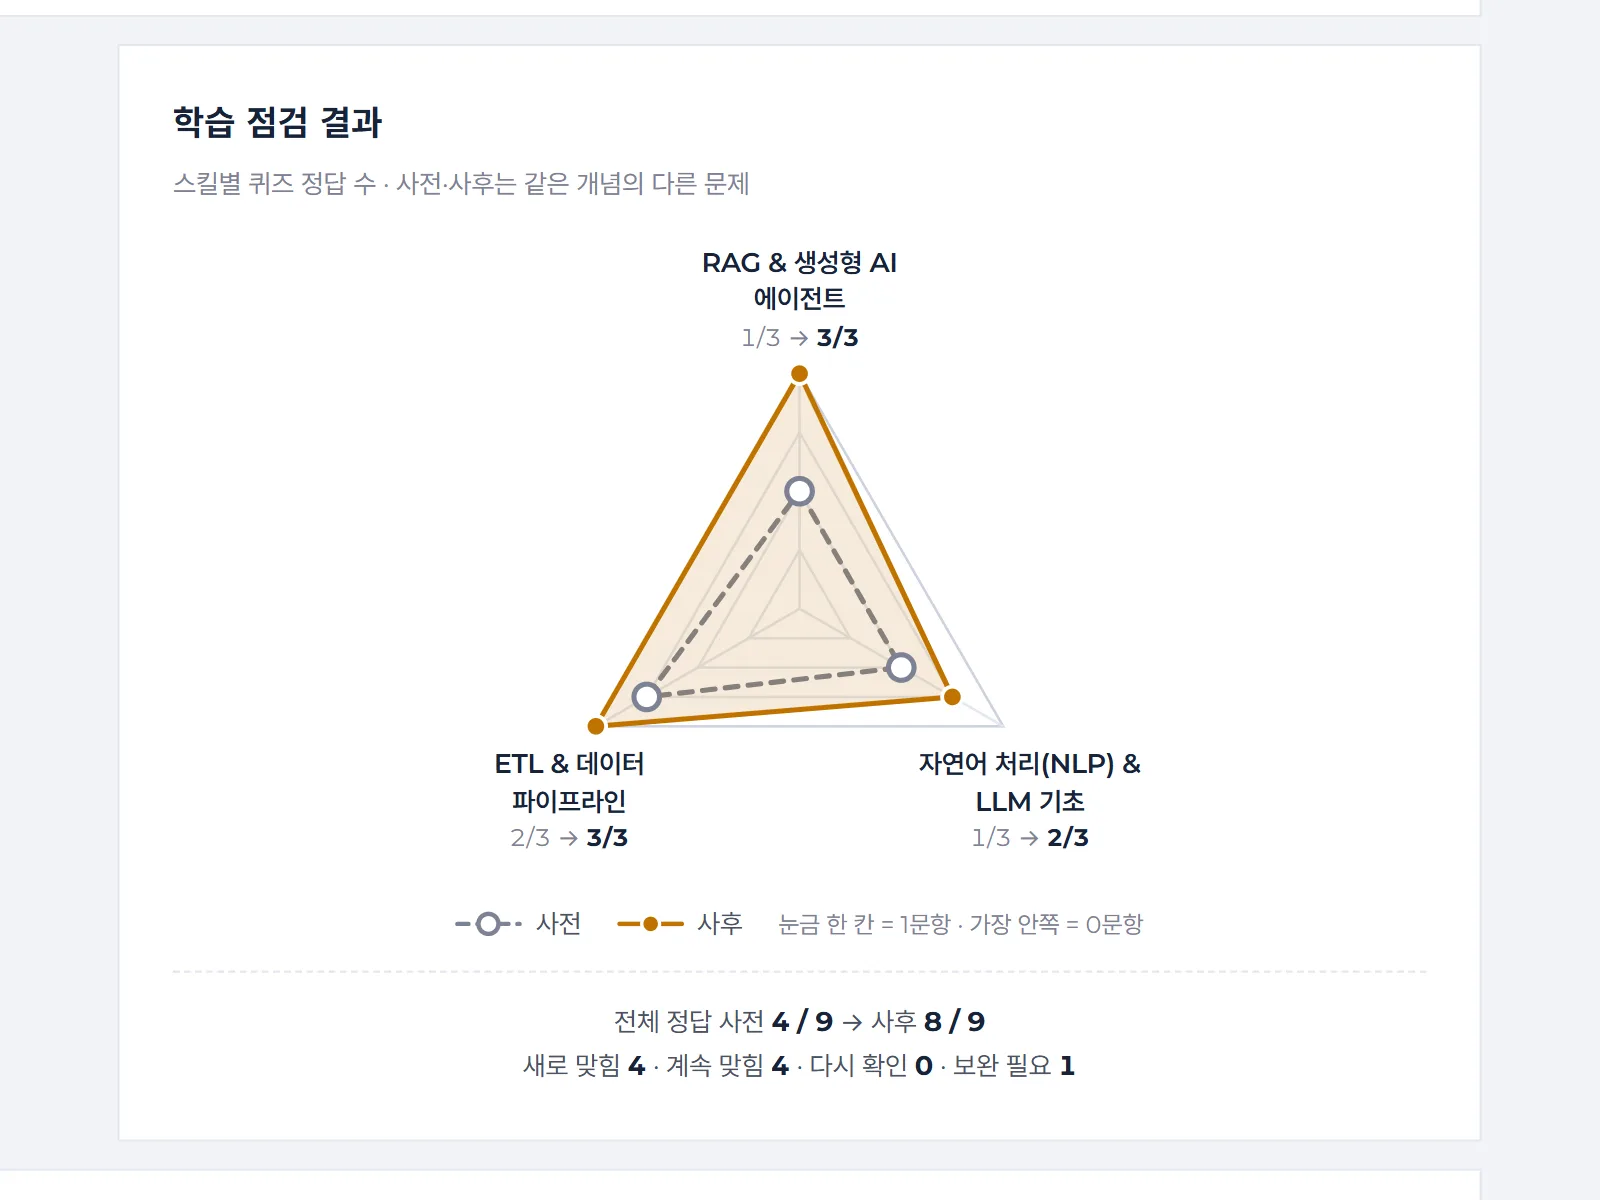 학습 점검 결과
스킬별 퀴즈 정답 수 · 사전·사후는 같은 개념의 다른 문제
RAG & 생성형 AI
에이전트
1/3 → 3/3
ETL & 데이터
파이프라인
2/3 → 3/3
자연어 처리(NLP) &
LLM 기초
1/3 → 2/3
사전 사후 눈금 한 칸 = 1문항 · 가장 안쪽 = 0문항
전체 정답 사전 4 / 9 → 사후 8 / 9
새로 맞힘 4 · 계속 맞힘 4 · 다시 확인 0 · 보완 필요 1